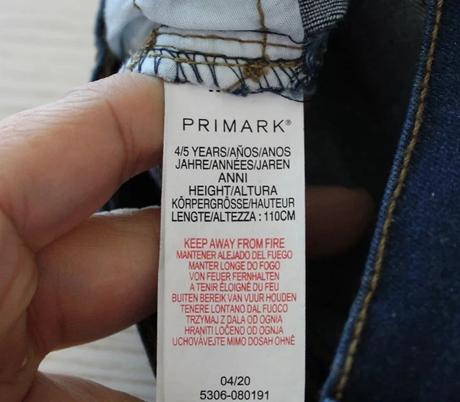 PRIMARK®
4/5 YEARS/AÑOS/ANOS
JAHRE/ANNÉES/JAREN
ANNI
HEIGHT/ALTURA
KÖRPERGRÖSSE/HAUTEUR
LENGTE/ALTEZZA : 110CM
KEEP AWAY FROM FIRE
MANTENER ALEJADO DEL FUEGO
MANTER LONGE DO FOGO
VON FEUER FERNHALTEN
A TENIR ÉLOIGNÉ DU FEU
BUITEN BEREIK VAN VUUR HOUDEN
TENERE LONTANO DAL FUOCO
TRZYMAJ Z DALA OD OGNIA
HRANITI LOČENO OD OGNJA
UCHOVÁVEJTE MIMO DOSAH OHNĚ
04/20
5306-080191